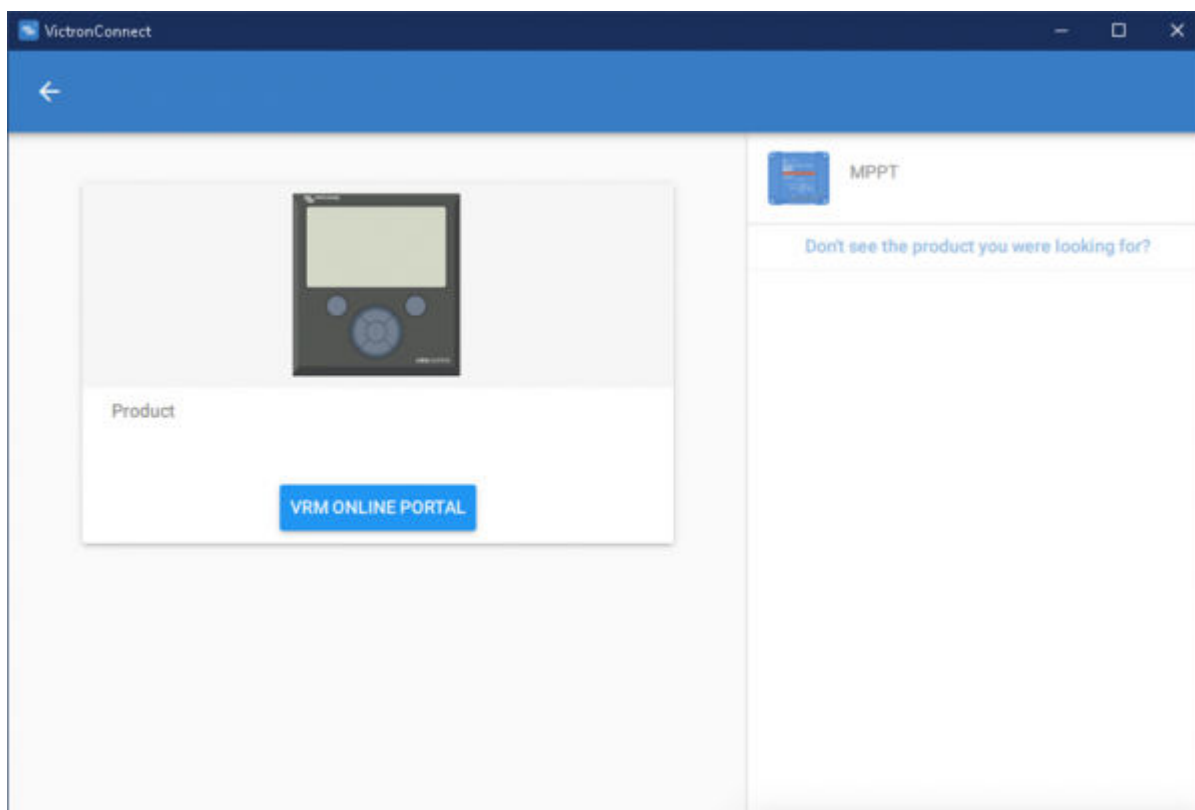 VictronConnect
MPPT
Don't see the product you were looking for?
Product
VRM ONLINE PORTAL